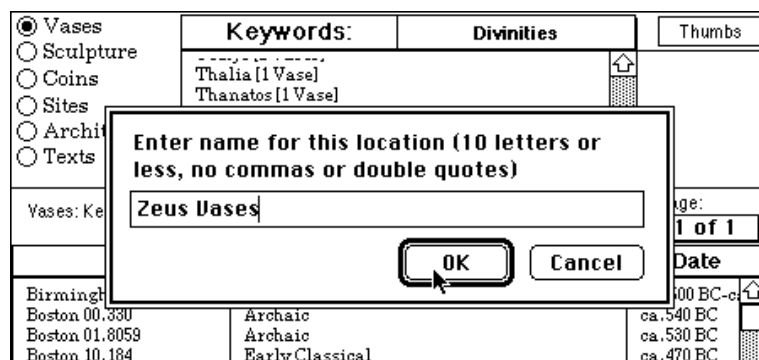 Vases
Sculpture
Coins
Sites
Archit
Texts
Keywords:
Divinities
Thumbs
Thalia [1 Vase]
Thanatos [1 Vase]
Enter name for this location (10 letters or
less, no commas or double quotes)
Zeus Vases
OK
Cancel
Vases: Ke
1 of 1
Date
Birmingh
Boston 00.330 Archaic ca. 540 BC
Boston 01.8059 Archaic ca. 530 BC
Boston 10.184 Early Classical ca. 470 BC